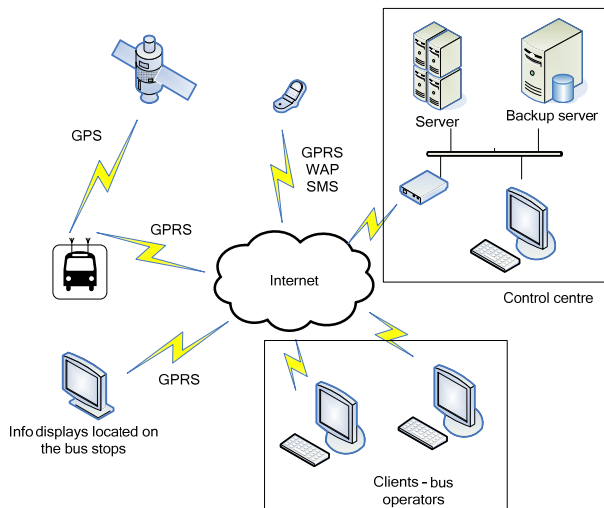 GPS
GPRS
WAP
SMS
Server
Backup server
GPRS
Internet
Control centre
GPRS
Info displays located on
the bus stops
Clients - bus
operators